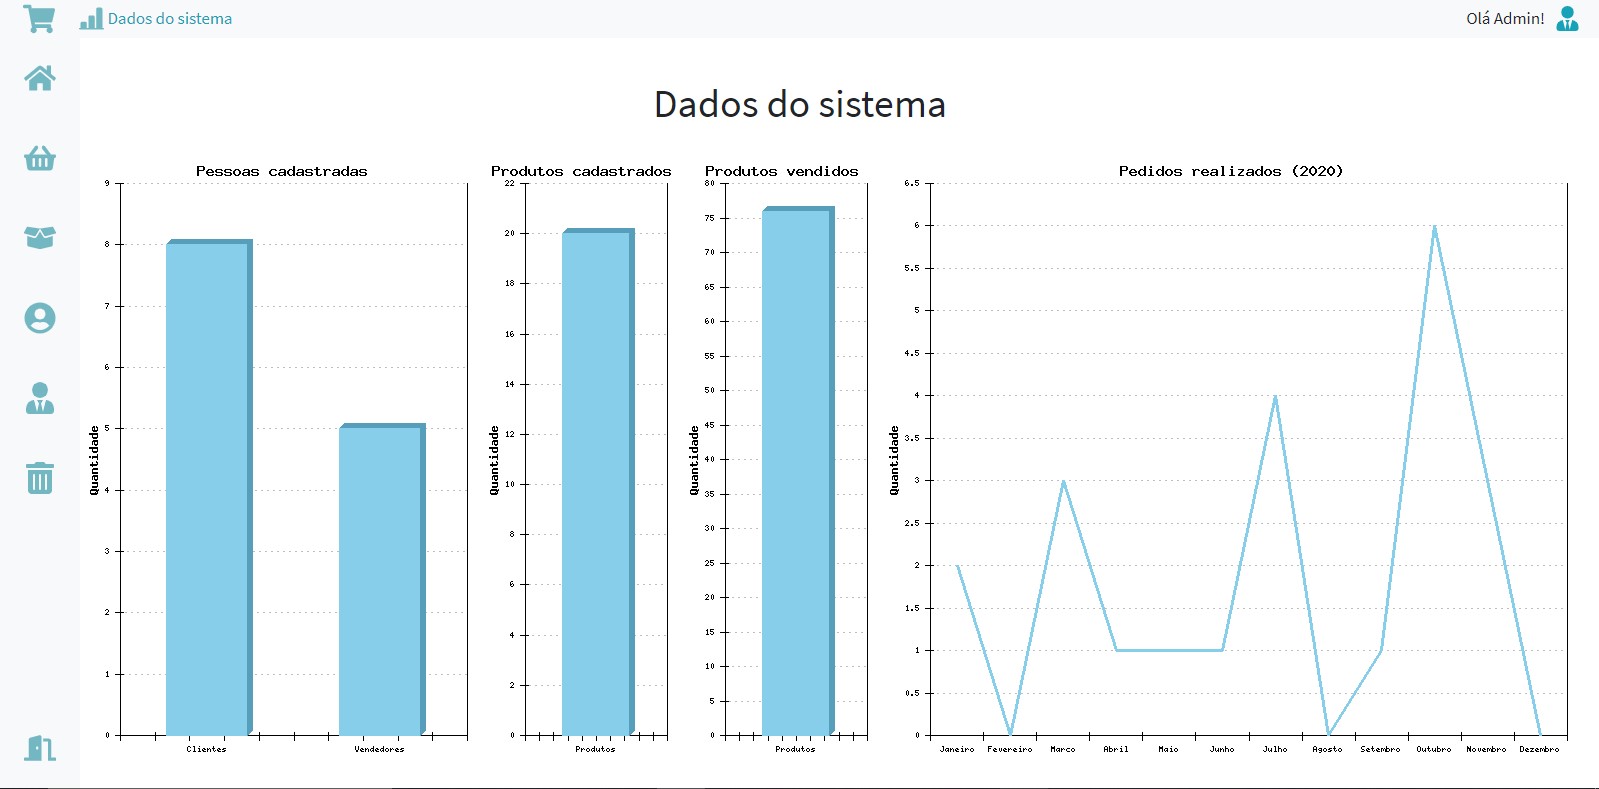 Dados do sistema
Olá Admin!
Dados do sistema
Pessoas cadastradas
Quantidade
9
8
7
6
5
4
3
2
1
0
Clientes
Vendedores
Produtos cadastrados
Quantidade
22
20
18
16
14
12
10
8
6
4
2
0
Produtos
Produtos vendidos
Quantidade
80
75
70
65
60
55
50
45
40
35
30
25
20
15
10
5
0
Produtos
Pedidos realizados (2020)
Quantidade
6.5
6
5.5
5
4.5
4
3.5
3
2.5
2
1.5
1
0.5
0
Janeiro
Fevereiro
Marco
Abril
Maio
Junho
Julho
Agosto
Setembro
Outubro
Novembro
Dezembro